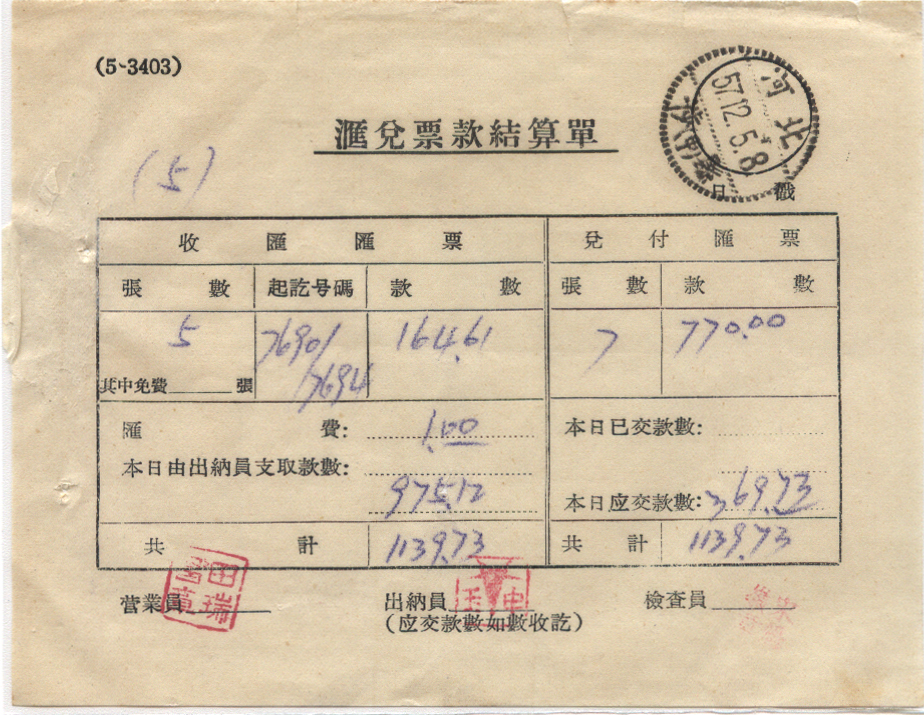 (5-3403)
河北
57.12.5.8
滙兌票款結算單
(5)
日 戳
收滙滙票 兌付滙票
張數 起訖号碼 款數 張數 款數
5 7690/ 164.61 7 770.00
7694
其中免費 張
滙費: 1.00 本日已交款數:
本日由出納員支取款數:
975.12 本日应交款數: 369.73
共計 1139.73 共計 1139.73
营業員 出納員 檢查員
田瑞
(应交款數如數收訖)